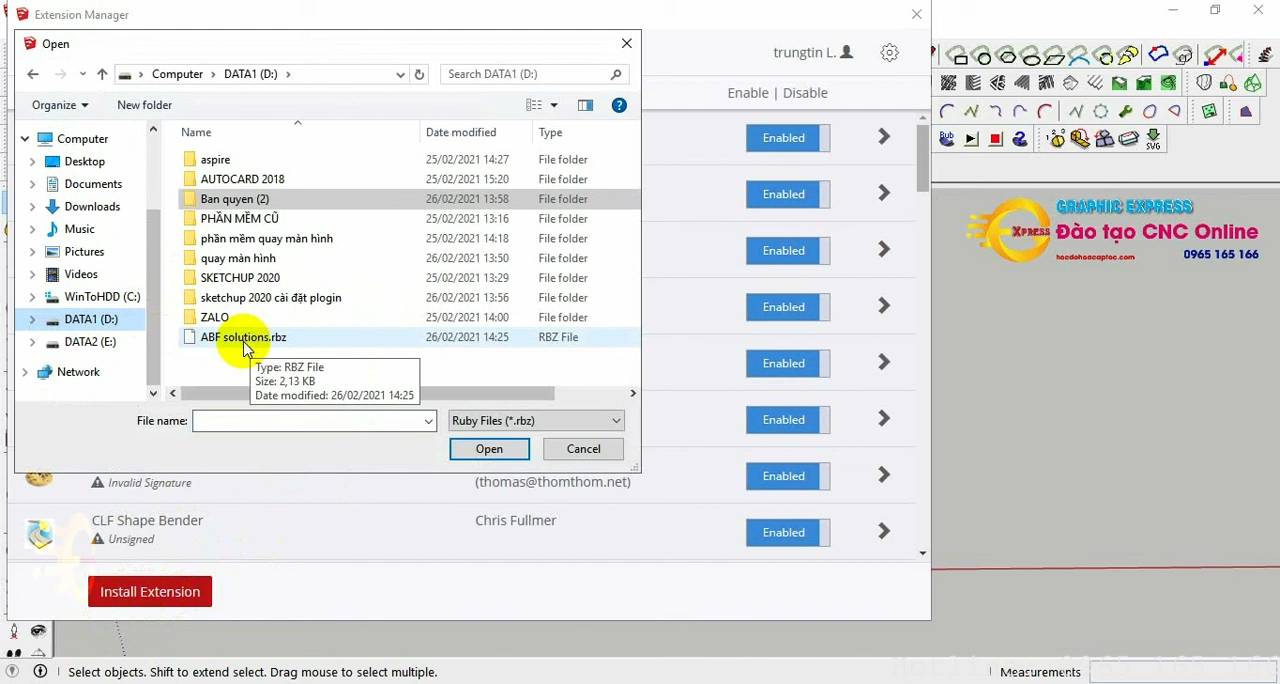 Extension Manager
Open
trungtin L.
Computer
DATA1 (D:)
Search DATA1 (D:)
Enable | Disable
Organize
New folder
Name
Date modified
Type
Computer
Desktop
Documents
Downloads
Music
Pictures
Videos
WinToHDD (C:)
DATA1 (D:)
DATA2 (E:)
Network
aspire 25/02/2021 14:27 File folder
AUTOCARD 2018 25/02/2021 15:20 File folder
Ban quyen (2) 26/02/2021 13:58 File folder
PHẦN MỀM CŨ 25/02/2021 13:16 File folder
phần mềm quay màn hình 25/02/2021 14:18 File folder
quay màn hình 26/02/2021 13:50 File folder
SKETCHUP 2020 26/02/2021 13:29 File folder
sketchup 2020 cài đặt plogin 26/02/2021 13:56 File folder
ZALO 25/02/2021 14:00 File folder
ABF solutions.rbz 26/02/2021 14:25 RBZ File
Type: RBZ File
Size: 2,13 KB
Date modified: 26/02/2021 14:25
File name:
Ruby Files (*.rbz)
Open
Cancel
Enabled
Enabled
Enabled
Enabled
Enabled
Enabled
Enabled
Invalid Signature
(thomas@thomthom.net)
CLF Shape Bender
Chris Fullmer
Enabled
Unsigned
Install Extension
Bub
SVG
GRAPHIC EXPRESS
XPRESS
Đào tạo CNC Online
hocdohoacaptoc.com
0965 165 166
Select objects. Shift to extend select. Drag mouse to select multiple.
Measurements